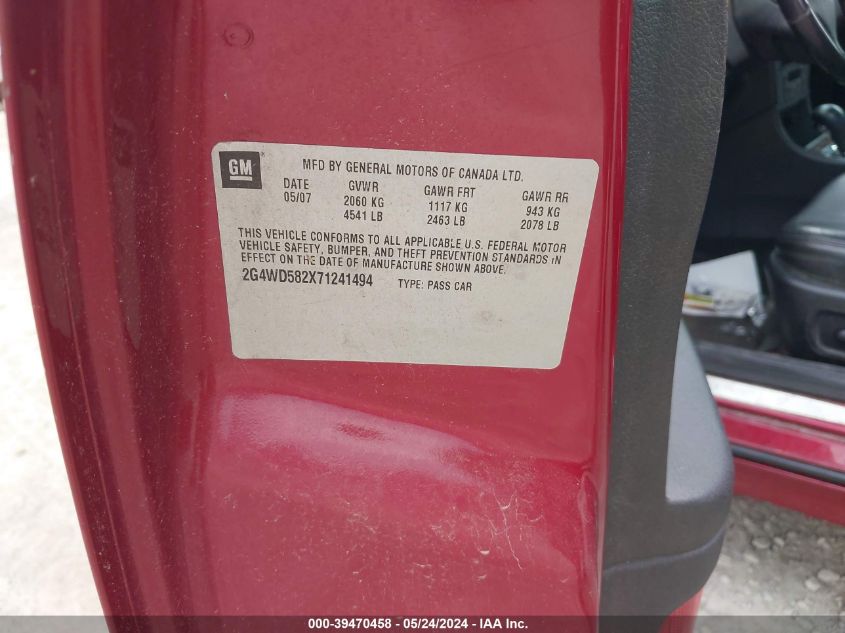 GM
MFD BY GENERAL MOTORS OF CANADA LTD.
DATE GVWR GAWR FRT GAWR RR
05/07 2060 KG 1117 KG 943 KG
4541 LB 2463 LB 2078 LB
THIS VEHICLE CONFORMS TO ALL APPLICABLE U.S. FEDERAL MOTOR
VEHICLE SAFETY, BUMPER, AND THEFT PREVENTION STANDARDS IN
EFFECT ON THE DATE OF MANUFACTURE SHOWN ABOVE.
2G4WD582X71241494 TYPE: PASS CAR
000-39470458 - 05/24/2024 - IAA Inc.